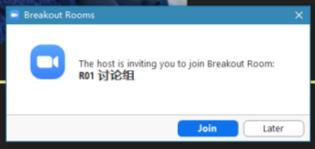 Breakout Rooms
The host is inviting you to join Breakout Room:
R01 讨论组
Join
Later